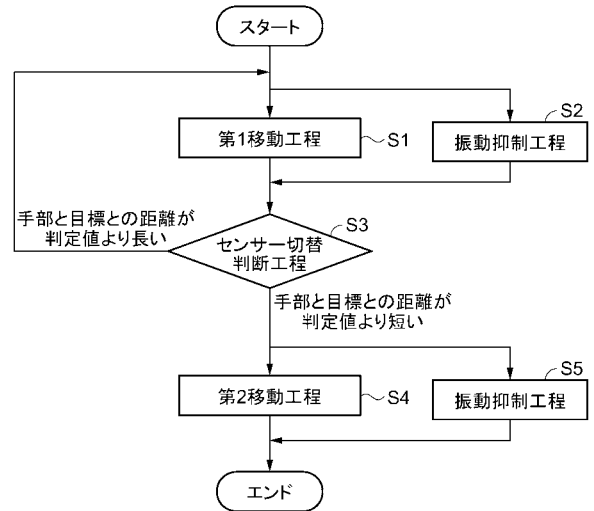 スタート
S2
第1移動工程
S1
振動抑制工程
手部と目標との距離が
判定値より長い
S3
センサー切替
判断工程
手部と目標との距離が
判定値より短い
S5
第2移動工程
S4
振動抑制工程
エンド